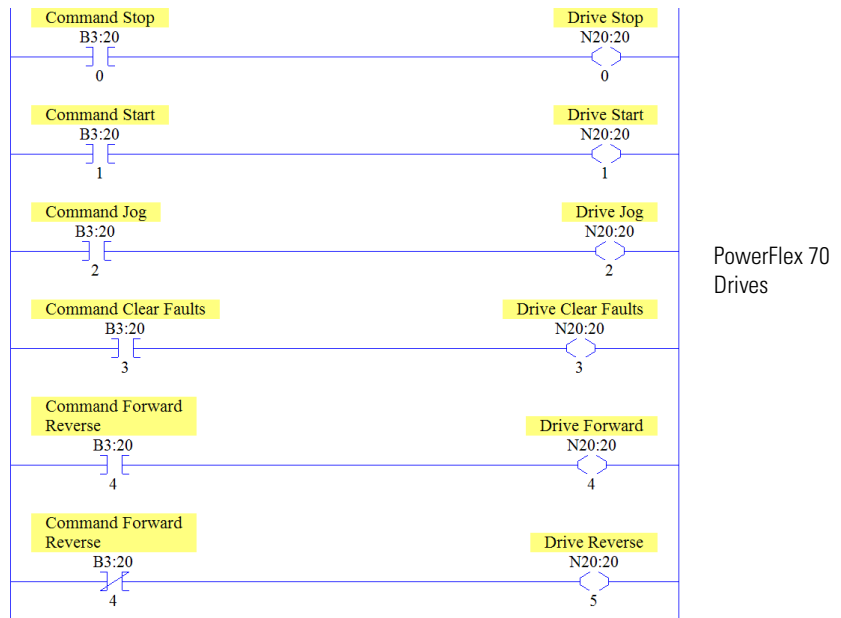 Command Stop Drive Stop
B3:20 N20:20
0 0
Command Start Drive Start
B3:20 N20:20
1 1
Command Jog Drive Jog
B3:20 N20:20
2 2
PowerFlex 70
Drives
Command Clear Faults Drive Clear Faults
B3:20 N20:20
3 3
Command Forward
Reverse Drive Forward
B3:20 N20:20
4 4
Command Forward
Reverse Drive Reverse
B3:20 N20:20
4 5